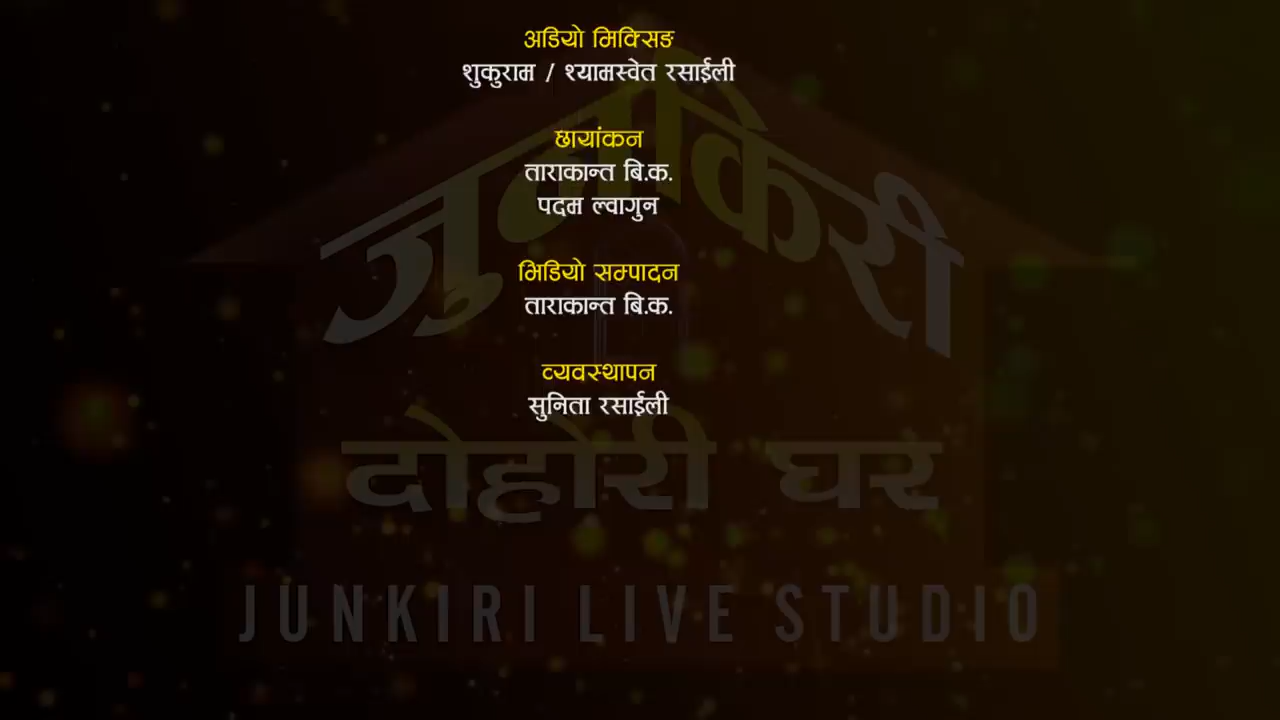 अडियो मिक्सिङ
शुकुराम / श्यामस्वेत रसाईली
छायांकन
ताराकान्त बि.क.
पदम ल्वागुन
भिडियो सम्पादन
ताराकान्त बि.क.
व्यवस्थापन
सुनिता रसाईली
जुनकिरी
दोहोरी घर
JUNKIRI LIVE STUDIO